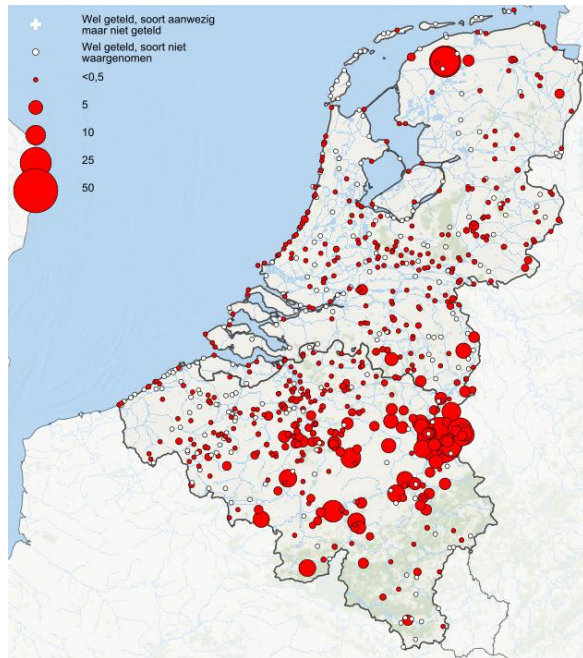 Wel geteld, soort aanwezig
maar niet geteld
Wel geteld, soort niet
waargenomen
<0,5
5
10
25
50